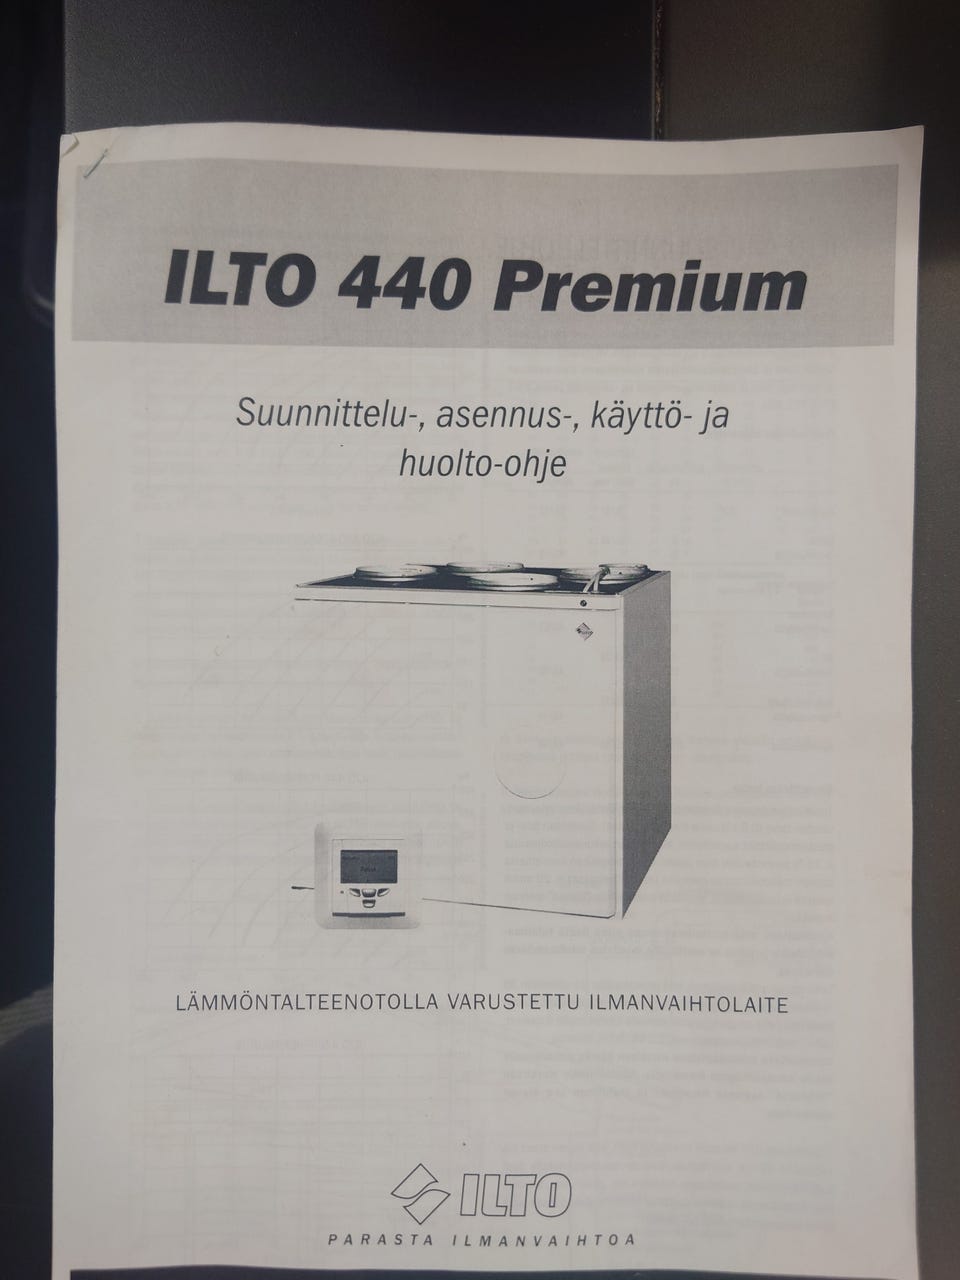 ILTO 440 Premium
Suunnittelu-, asennus-, käyttö- ja
huolto-ohje
LÄMMÖNTALTEENOTOLLA VARUSTETTU ILMANVAIHTOLAITE
ILTO
PARASTA ILMANVAIHTOA